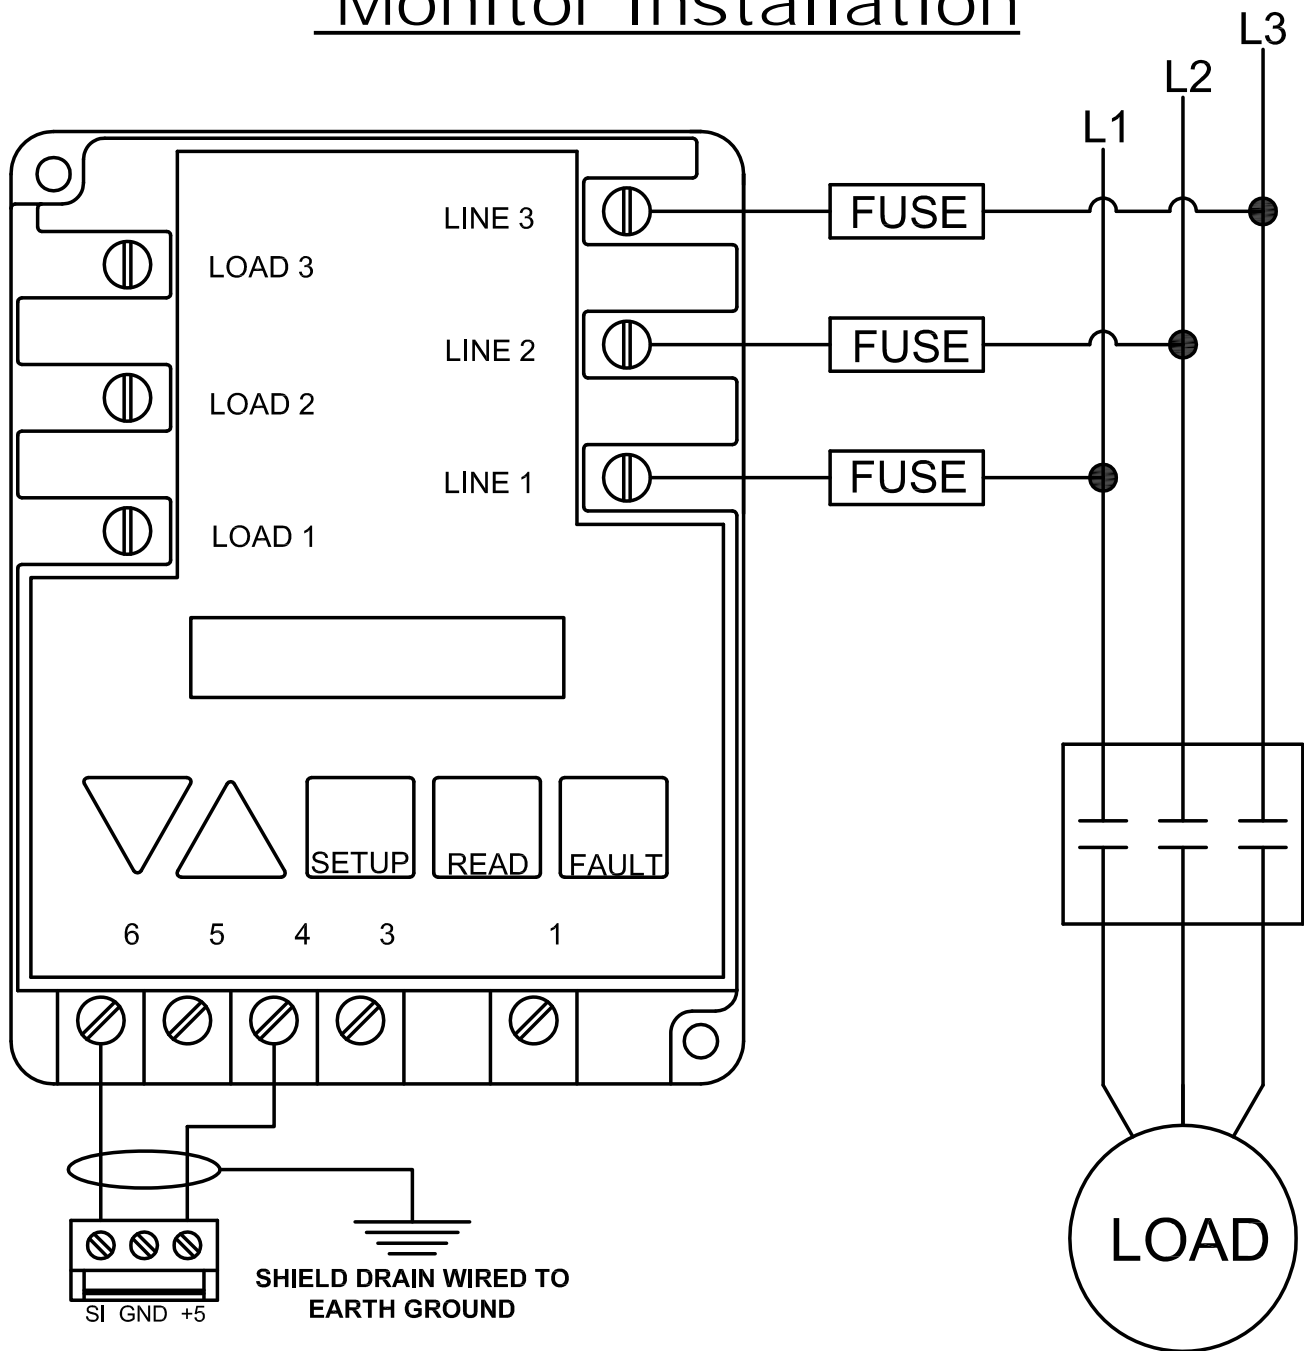 Monitor Installation
L3
L2
L1
LINE 3
FUSE
LOAD 3
LINE 2
FUSE
LOAD 2
LINE 1
FUSE
LOAD 1
SETUP
READ
FAULT
6 5 4 3 1
LOAD
SHIELD DRAIN WIRED TO
EARTH GROUND
SI GND +5